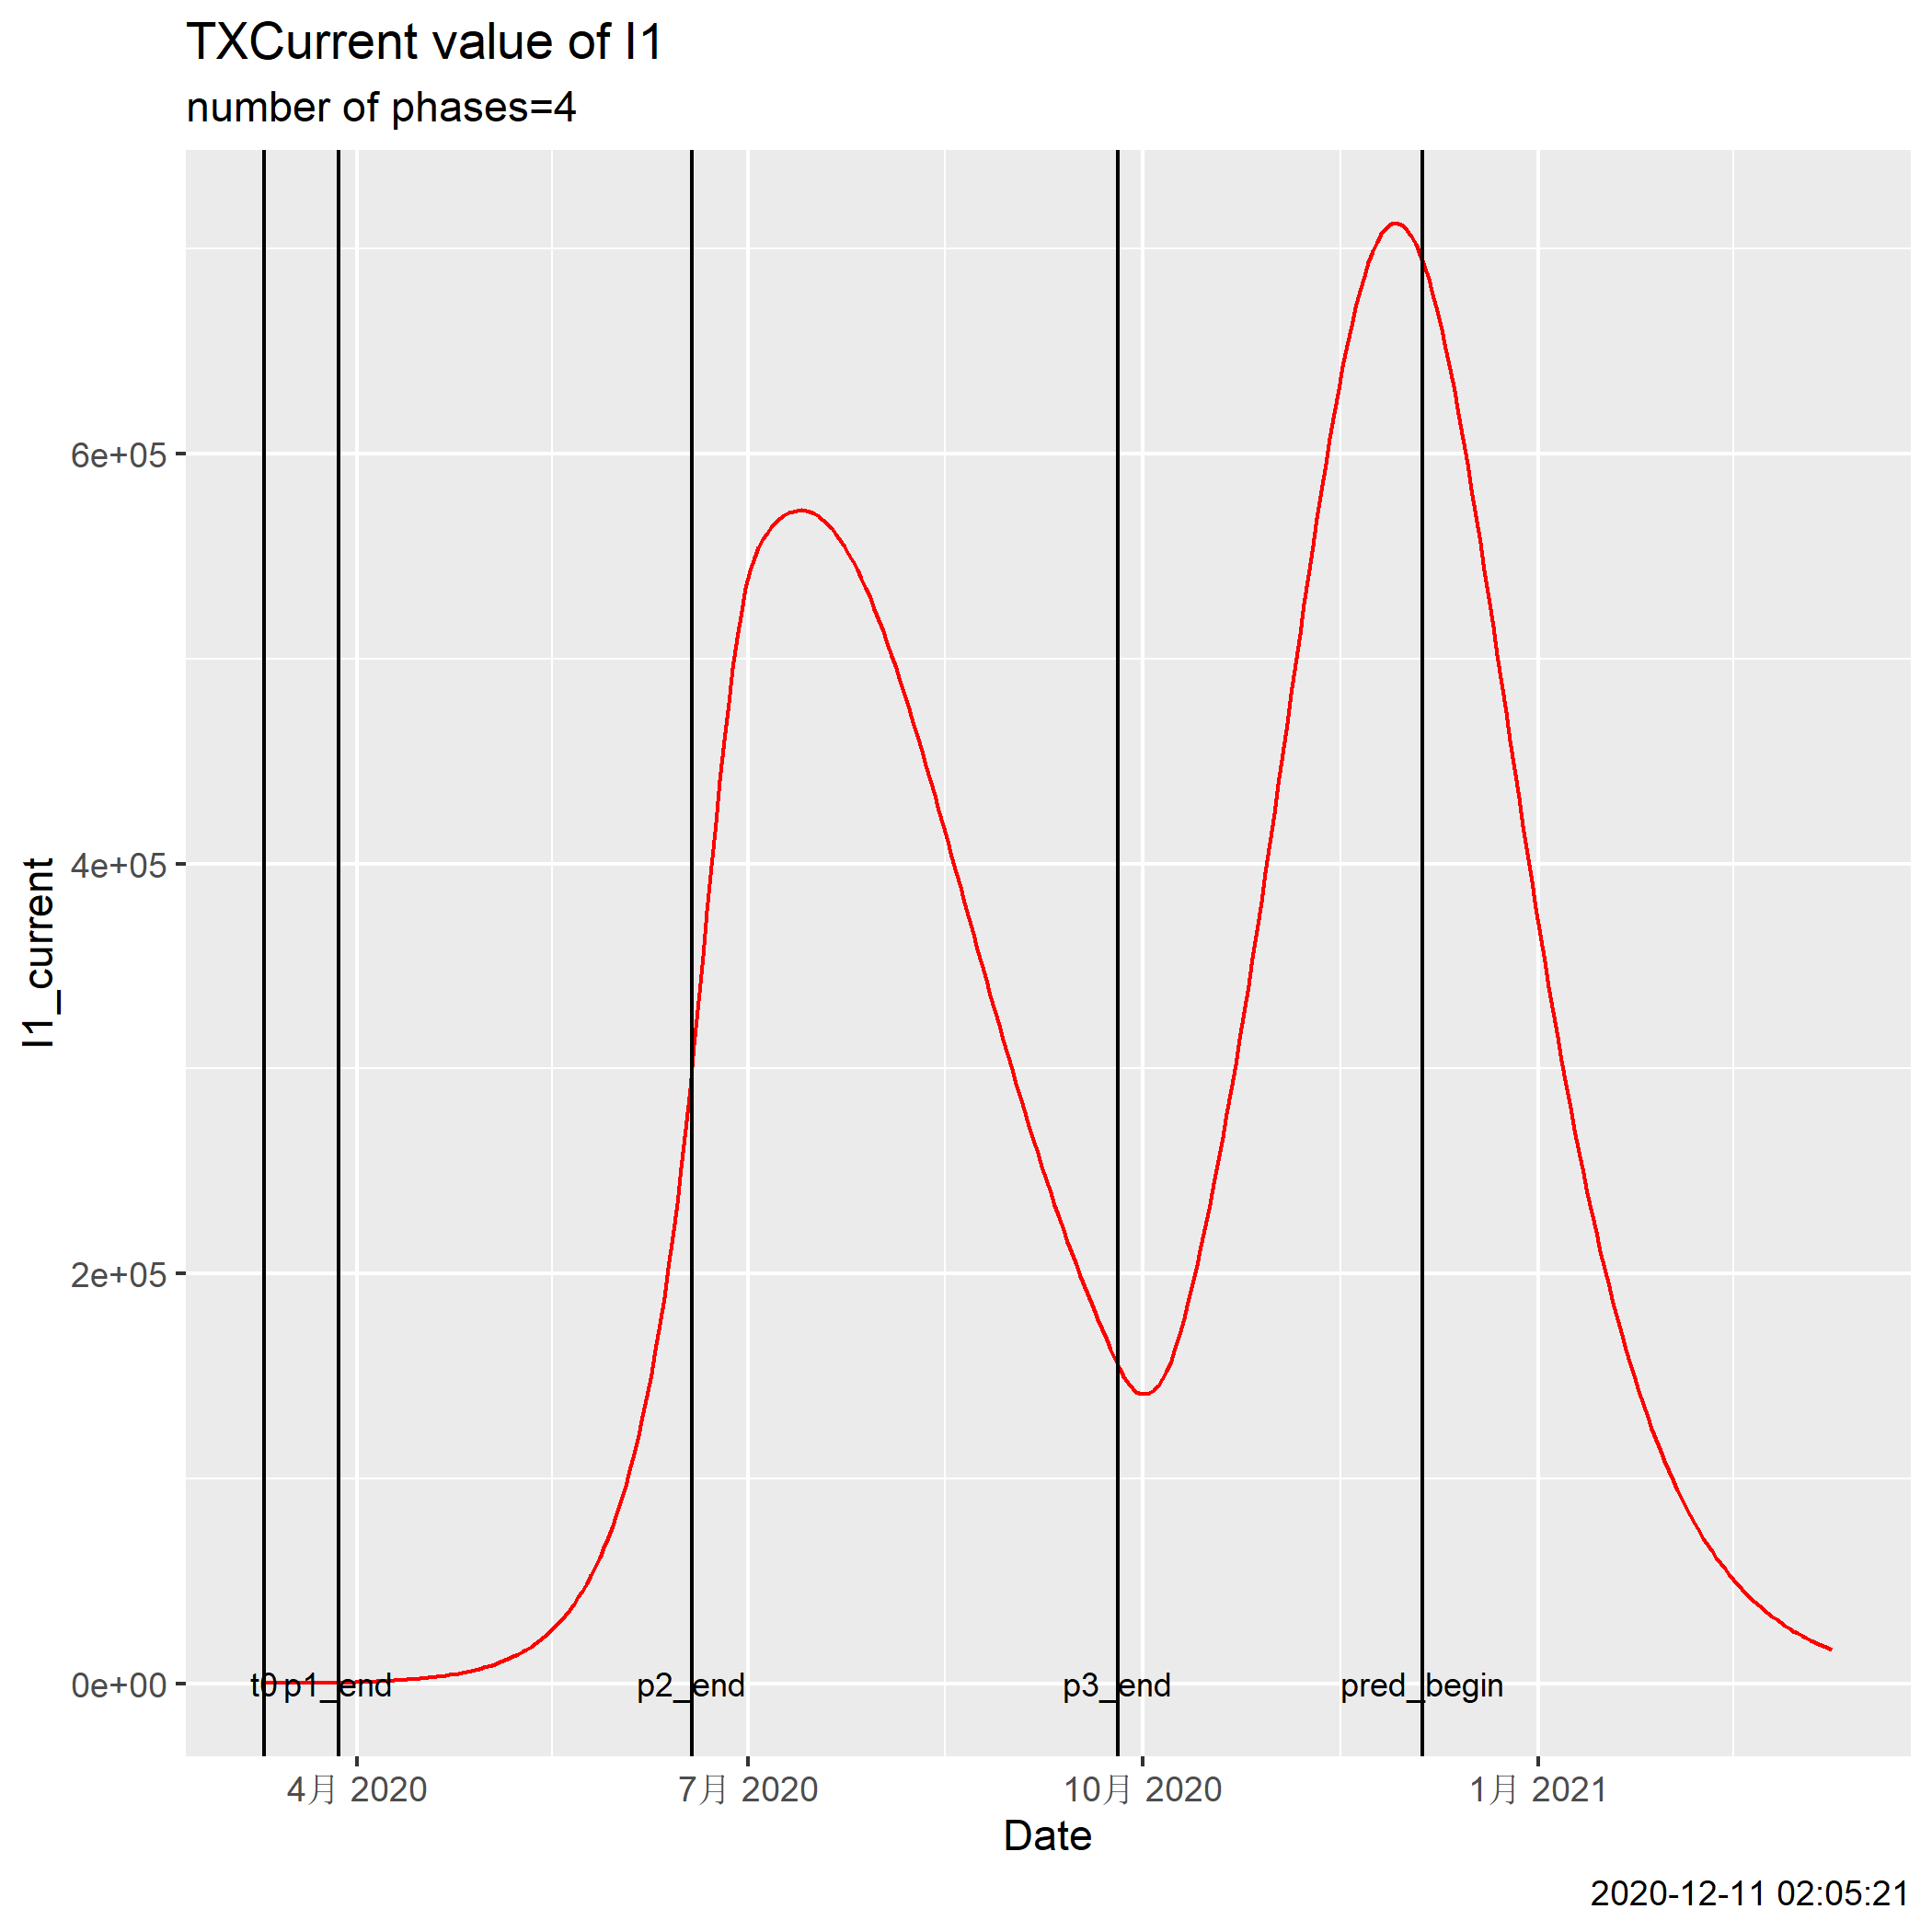 TXCurrent value of I1
number of phases=4
I1_current
6e+05
4e+05
2e+05
0e+00
t0 p1_end p2_end p3_end pred_begin
4月 2020 7月 2020 10月 2020 1月 2021
Date
2020-12-11 02:05:21